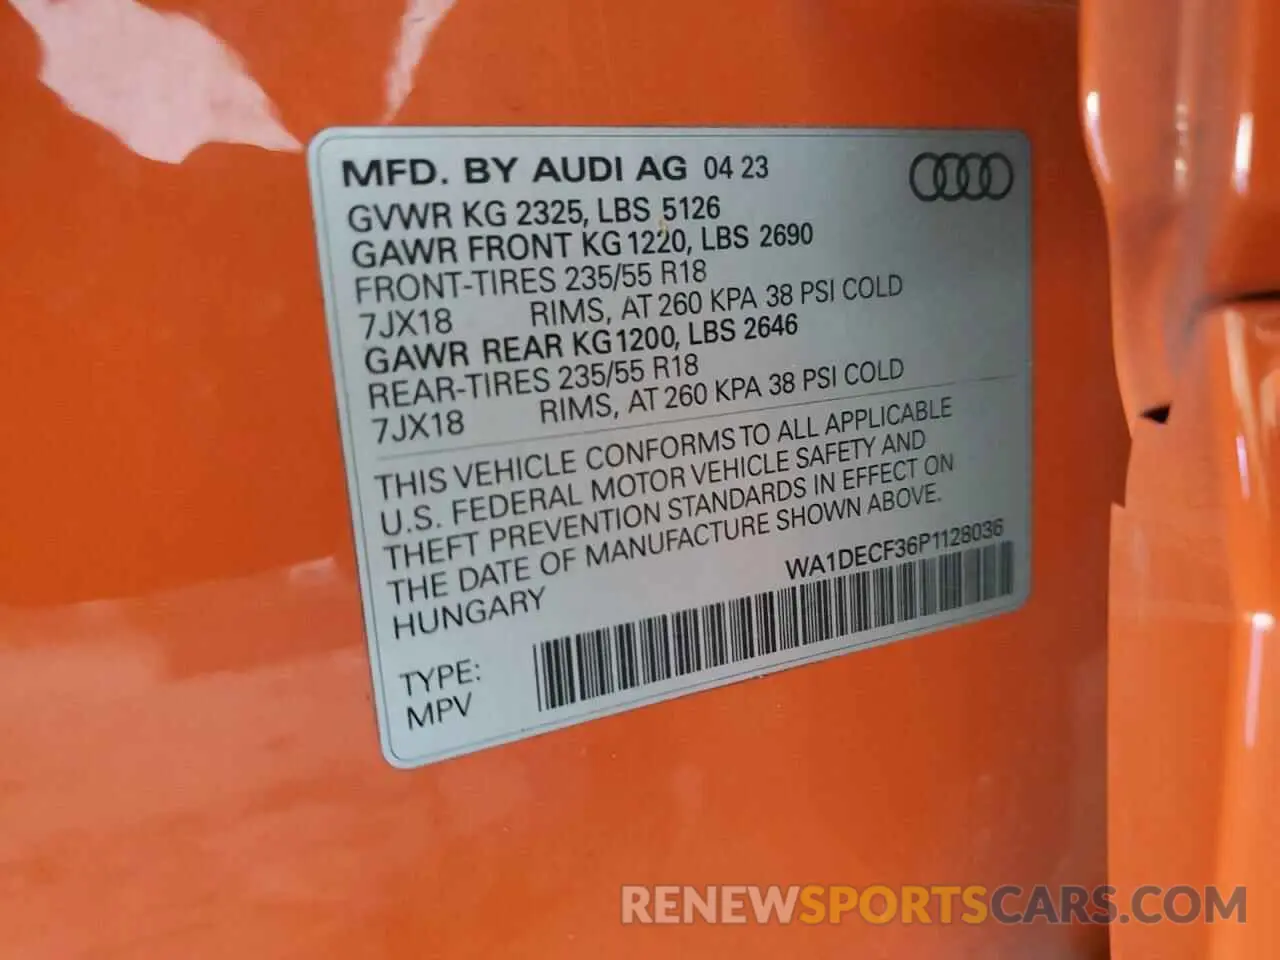 MFD. BY AUDI AG 04 23
GVWR KG 2325, LBS 5126
GAWR FRONT KG 1220, LBS 2690
FRONT-TIRES 235/55 R18
7JX18 RIMS, AT 260 KPA 38 PSI COLD
GAWR REAR KG 1200, LBS 2646
REAR-TIRES 235/55 R18
7JX18 RIMS, AT 260 KPA 38 PSI COLD
THIS VEHICLE CONFORMS TO ALL APPLICABLE
U.S. FEDERAL MOTOR VEHICLE SAFETY AND
THEFT PREVENTION STANDARDS IN EFFECT ON
THE DATE OF MANUFACTURE SHOWN ABOVE.
HUNGARY WA1DECF36P1128036
TYPE:
MPV
RENEWSPORTSCARS.COM